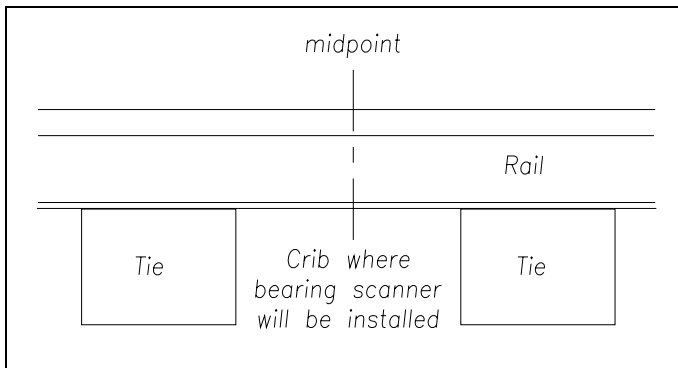 midpoint
Rail
Tie
Crib where
bearing scanner
will be installed
Tie